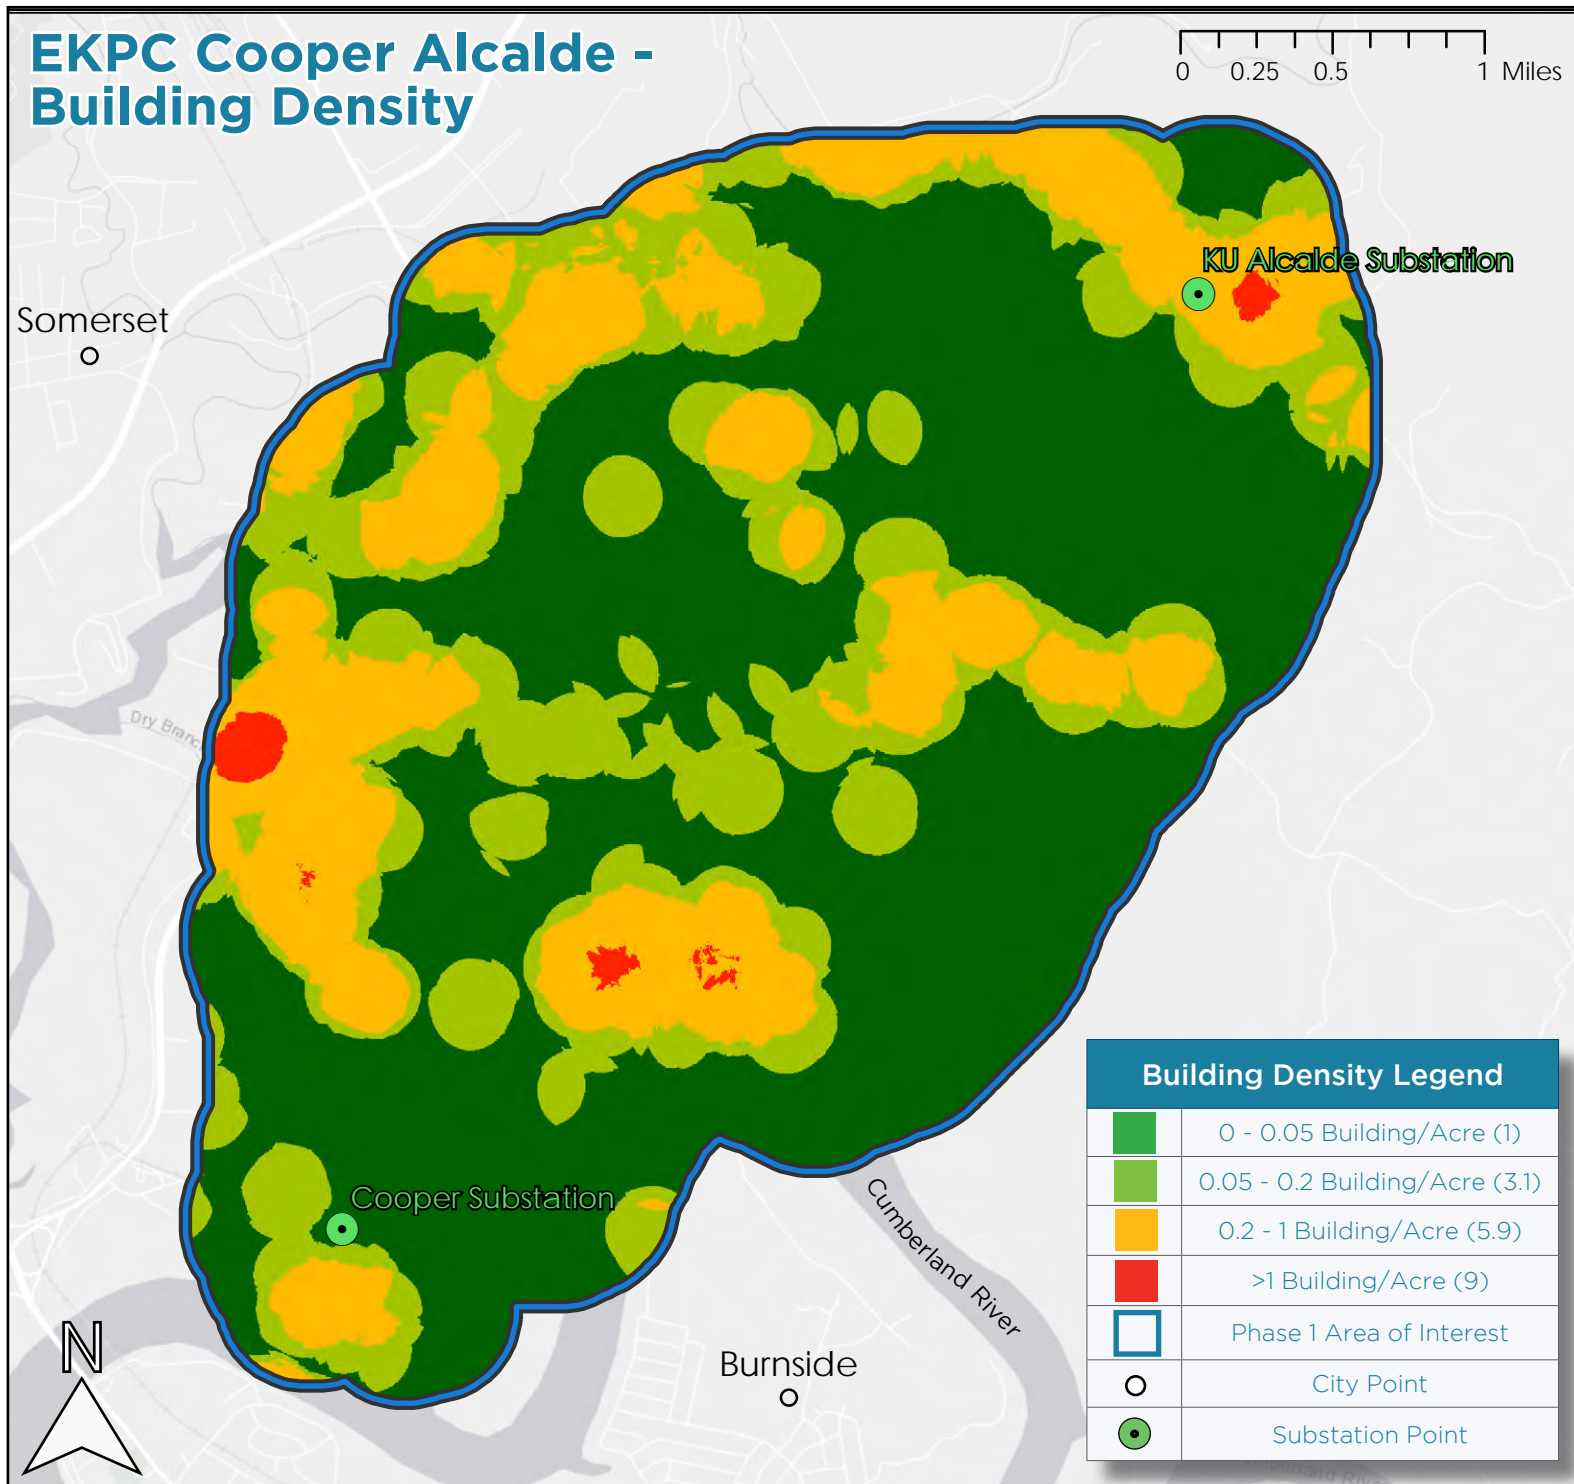 EKPC Cooper Alcalde -
Building Density
0 0.25 0.5 1 Miles
KU Alcalde Substation
Somerset
Dry Branch
Cooper Substation
Cumberland River
Burnside
N
Building Density Legend
0 - 0.05 Building/Acre (1)
0.05 - 0.2 Building/Acre (3.1)
0.2 - 1 Building/Acre (5.9)
>1 Building/Acre (9)
Phase 1 Area of Interest
City Point
Substation Point